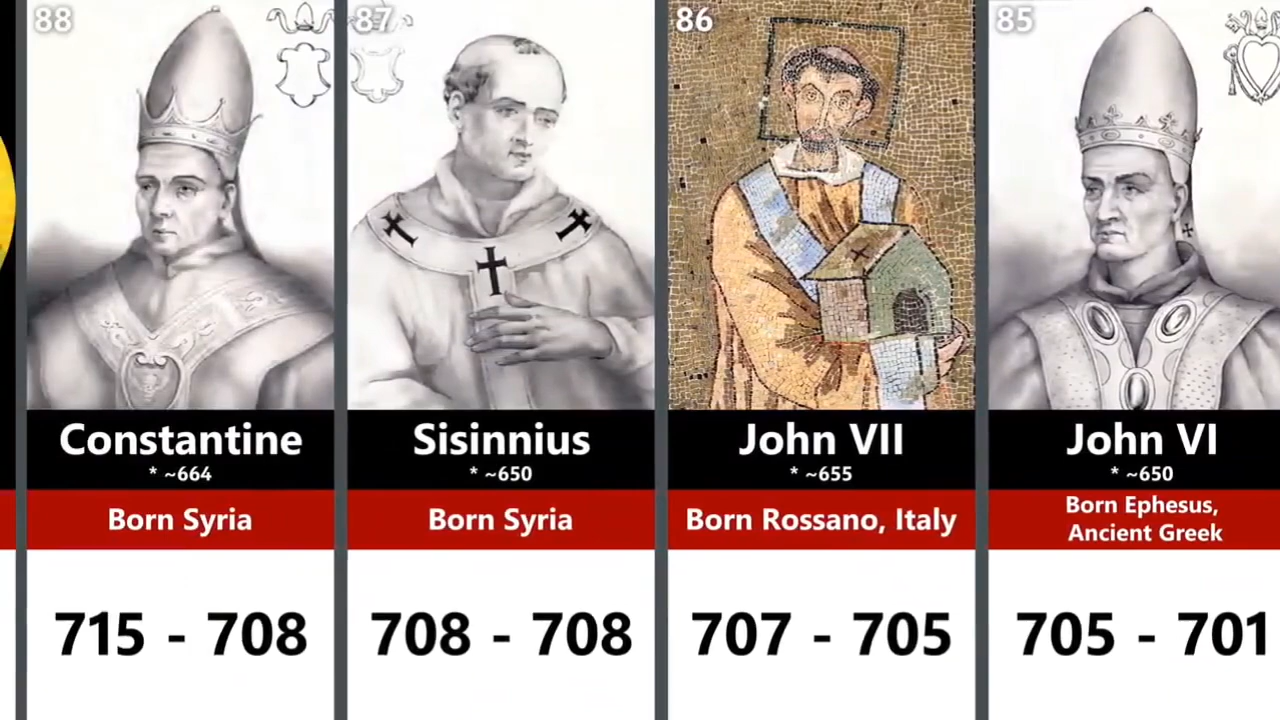 88
Constantine
* ~664
Born Syria
715 - 708
87
Sisinnius
* ~650
Born Syria
708 - 708
86
John VII
* ~655
Born Rossano, Italy
707 - 705
85
John VI
* ~650
Born Ephesus,
Ancient Greek
705 - 701